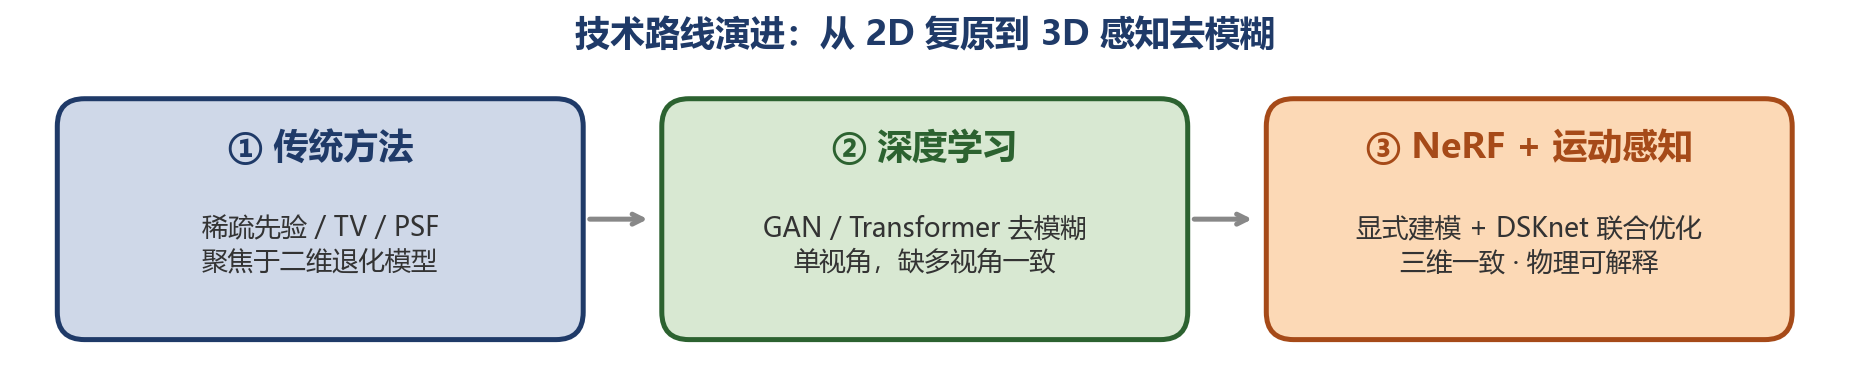 技术路线演进：从 2D 复原到 3D 感知去模糊
① 传统方法
稀疏先验 / TV / PSF
聚焦于二维退化模型
② 深度学习
GAN / Transformer 去模糊
单视角，缺多视角一致
③ NeRF + 运动感知
显式建模 + DSKnet 联合优化
三维一致 · 物理可解释